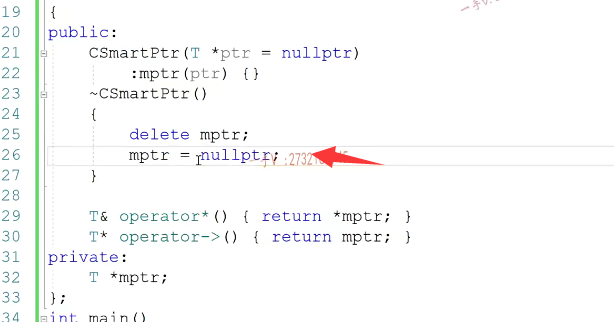 19 {
20 public:
21 CSmartPtr(T *ptr = nullptr)
22 :mptr(ptr) {}
23 ~CSmartPtr()
24 {
25 delete mptr;
26 mptr = nullptr;
27 }
28
29 T& operator*() { return *mptr; }
30 T* operator->() { return mptr; }
31 private:
32 T *mptr;
33 };
34 int main()